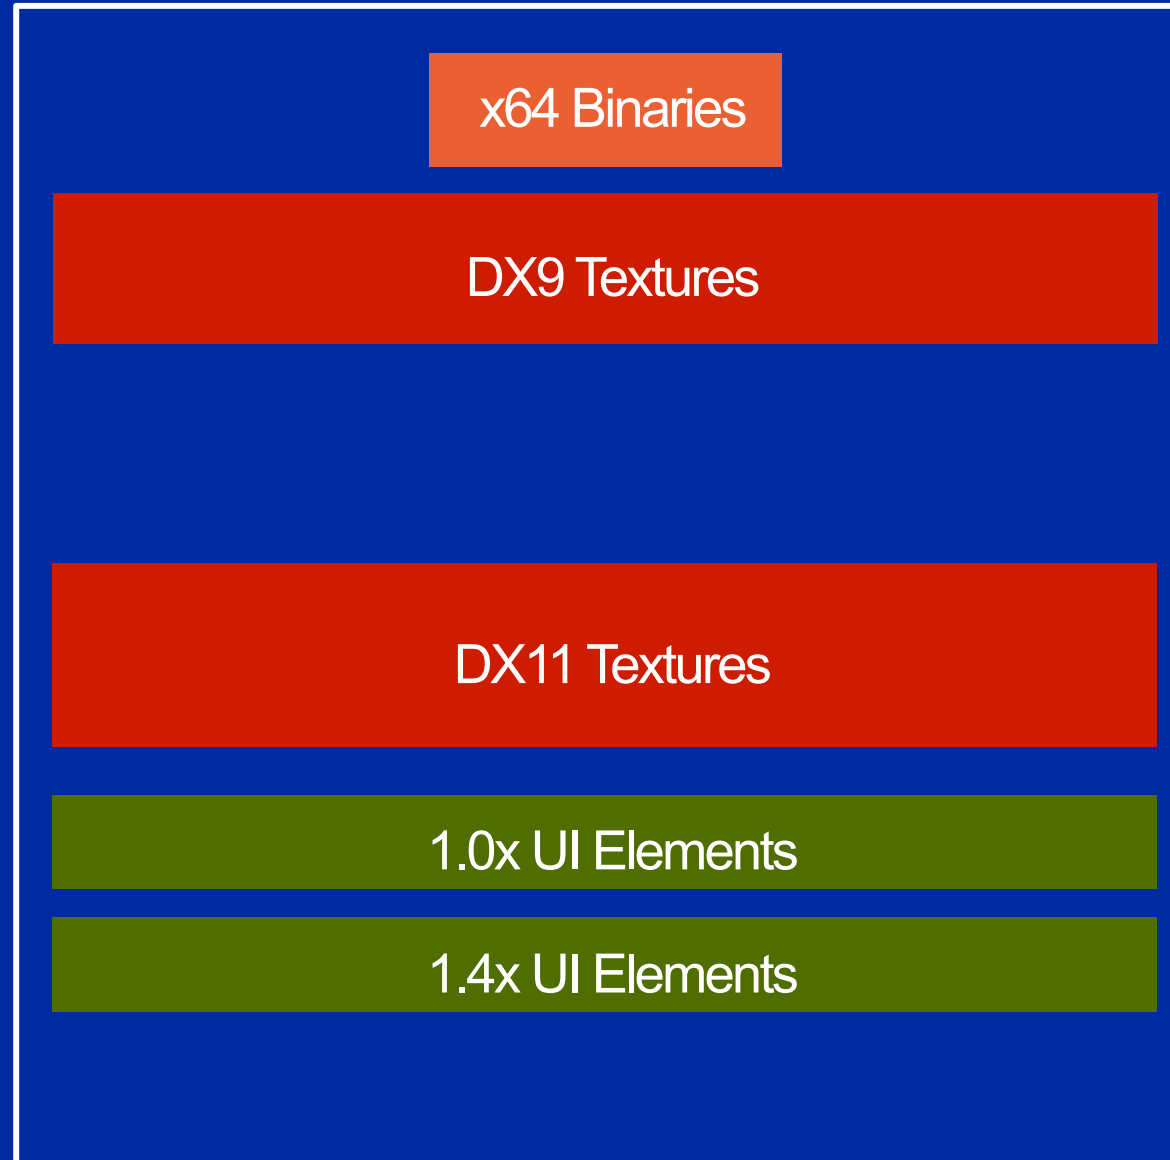 x64 Binaries
DX9 Textures
DX11 Textures
1.0x UI Elements
1.4x UI Elements